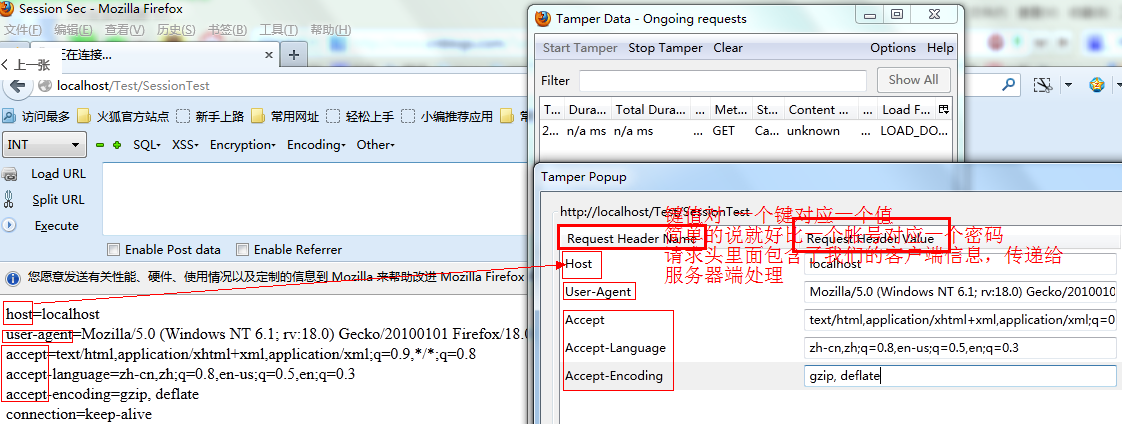 Session Sec - Mozilla Firefox
文件(F) 编辑(E) 查看(V) 历史(S) 书签(B) 工具(T) 帮助(H)
正在连接...
上一张
localhost/Test/SessionTest
访问最多 火狐官方站点 新手上路 常用网址 轻松上手 小编推荐应用 常
INT SQL- XSS- Encryption- Encoding- Other-
Load URL
Split URL
Execute
Enable Post data Enable Referrer
您愿意发送有关性能、硬件、使用情况以及定制的信息到 Mozilla 来帮助改进 Mozilla Firefox
host=localhost
user-agent=Mozilla/5.0 (Windows NT 6.1; rv:18.0) Gecko/20100101 Firefox/18.0
accept=text/html,application/xhtml+xml,application/xml;q=0.9,*/*;q=0.8
accept-language=zh-cn,zh;q=0.8,en-us;q=0.5,en;q=0.3
accept-encoding=gzip, deflate
connection=keep-alive
Tamper Data - Ongoing requests
Start Tamper Stop Tamper Clear Options Help
Filter Show All
T... Dura... Total Dura... ... Met... St... Content ... ... Load F...
2... n/a ms n/a ms ... GET Ca... unknown ... LOAD_DO...
Tamper Popup
http://localhost/Test/SessionTest
键值对 一个键对应一个值
简单的说就好比一个帐号对应一个密码
请求头里面包含了我们的客户端信息，传递给
服务器端处理
Request Header Name Request Header Value
Host localhost
User-Agent Mozilla/5.0 (Windows NT 6.1; rv:18.0) Gecko/2010010
Accept text/html,application/xhtml+xml,application/xml;q=0
Accept-Language zh-cn,zh;q=0.8,en-us;q=0.5,en;q=0.3
Accept-Encoding gzip, deflate